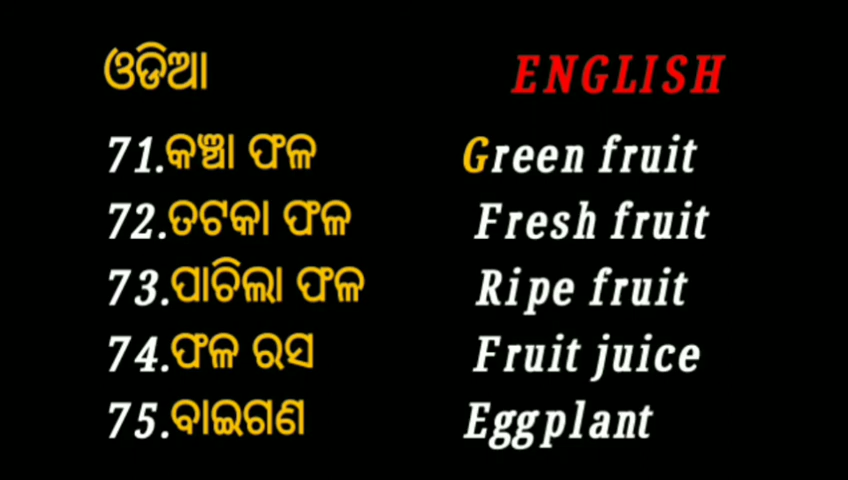 ଓଡିଆ ENGLISH
71.କଞ୍ଚା ଫଳ Green fruit
72.ତଟକା ଫଳ Fresh fruit
73.ପାଚିଲା ଫଳ Ripe fruit
74.ଫଳ ରସ Fruit juice
75.ବାଇଗଣ Eggplant